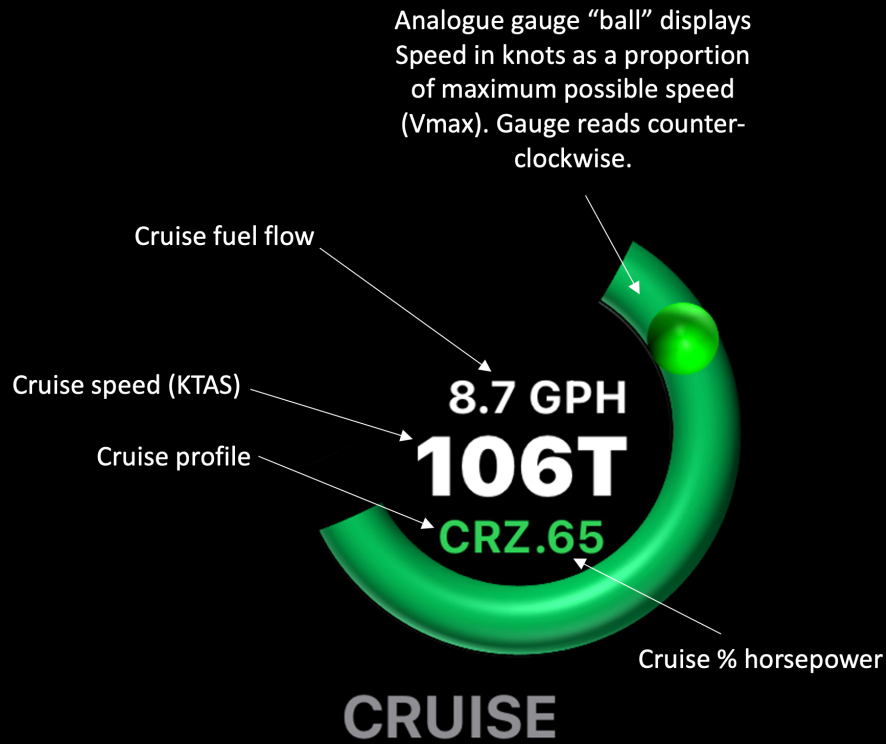 Analogue gauge “ball” displays
Speed in knots as a proportion
of maximum possible speed
(Vmax). Gauge reads counter-
clockwise.
Cruise fuel flow
Cruise speed (KTAS)
8.7 GPH
106T
Cruise profile
CRZ.65
Cruise % horsepower
CRUISE